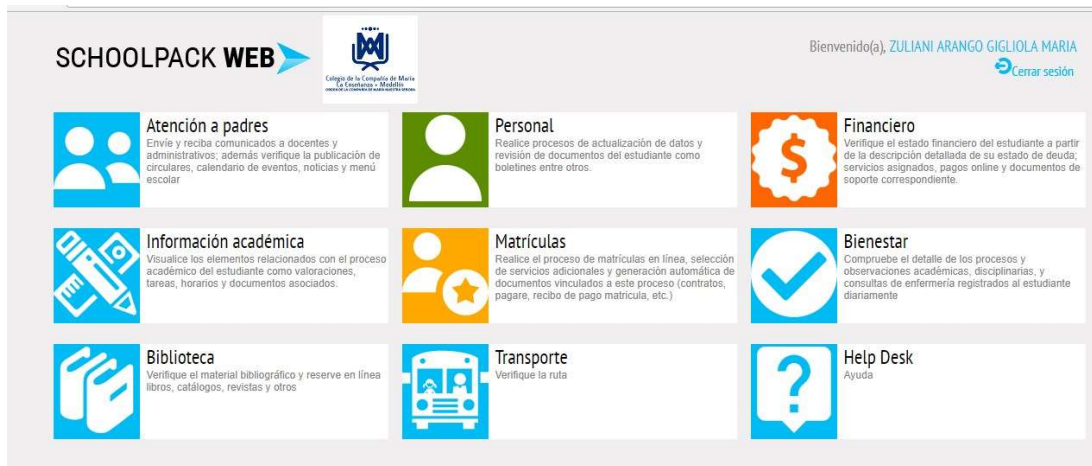 SCHOOLPACK WEB
Colegio de la Compañía de María
La Enseñanza - Medellín
Bienvenido(a), ZULIANI ARANGO GIGLIOLA MARIA
Cerrar sesión
Atención a padres
Envíe y reciba comunicados a docentes y
administrativos; además verifique la publicación de
circulares, calendario de eventos, noticias y menú
escolar
Personal
Realice procesos de actualización de datos y
revisión de documentos del estudiante como
boletines entre otros.
Financiero
Verifique el estado financiero del estudiante a partir
de la descripción detallada de su estado de deuda;
servicios asignados, pagos online y documentos de
soporte correspondiente.
Información académica
Visualice los elementos relacionados con el proceso
académico del estudiante como valoraciones,
tareas, horarios y documentos asociados.
Matrículas
Realice el proceso de matrículas en línea, selección
de servicios adicionales y generación automática de
documentos vinculados a este proceso (contratos,
pagare, recibo de pago matricula, etc.)
Bienestar
Compruebe el detalle de los procesos y
observaciones académicas, disciplinarias, y
consultas de enfermería registrados al estudiante
diariamente
Biblioteca
Verifique el material bibliográfico y reserve en línea
libros, catálogos, revistas y otros
Transporte
Verifique la ruta
Help Desk
Ayuda